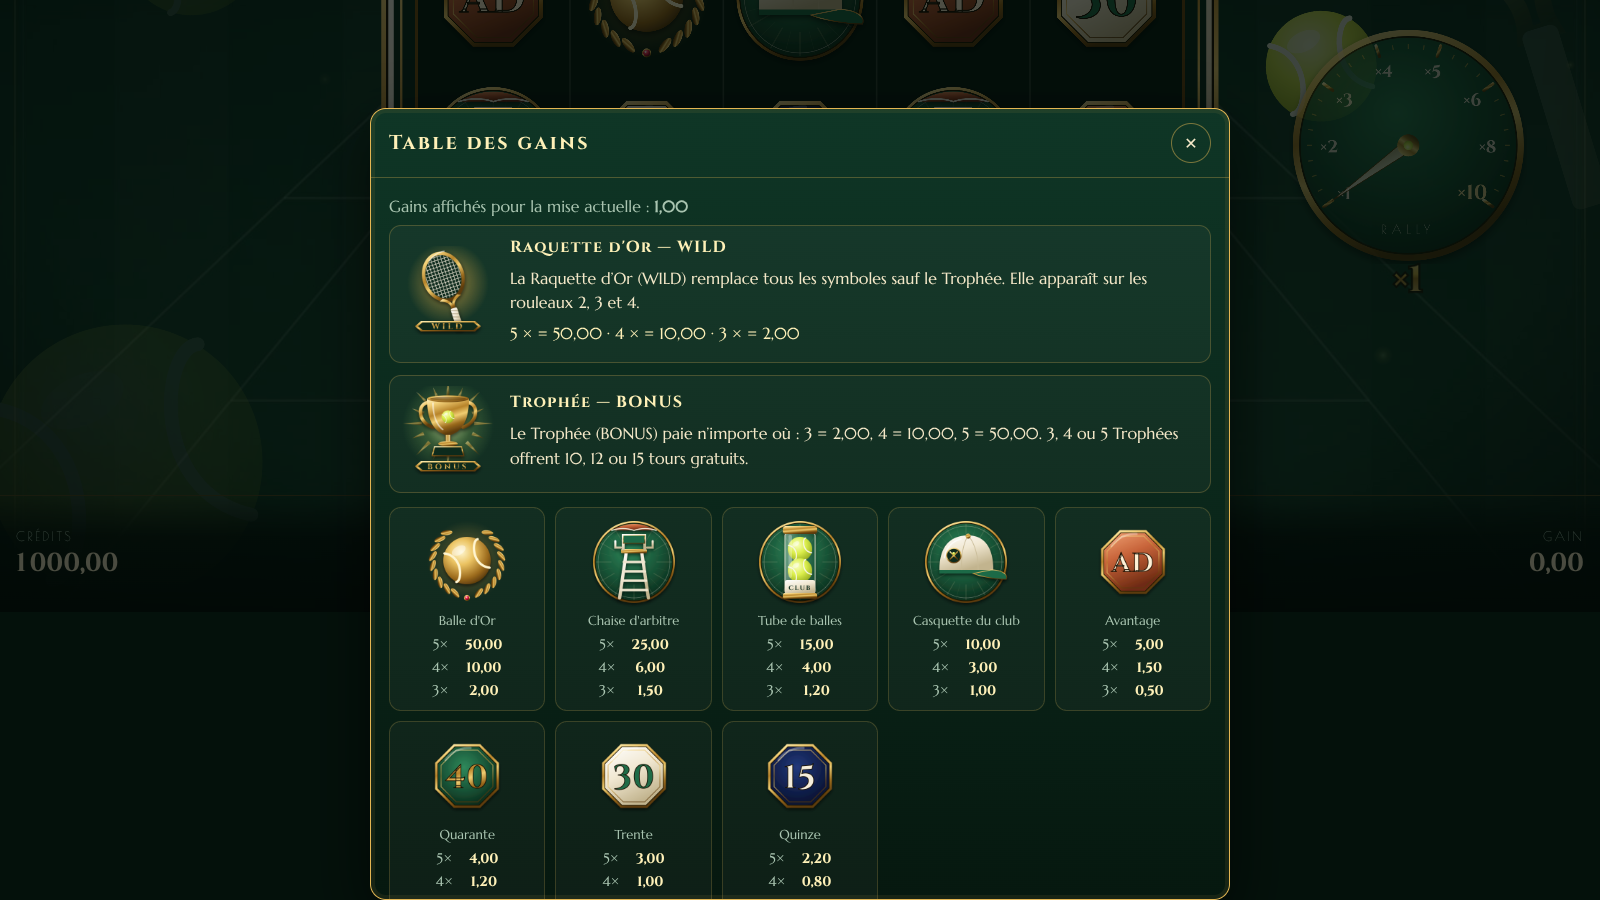 AD
AD
30
TABLE DES GAINS
×
Gains affichés pour la mise actuelle : 1,00
RAQUETTE D'OR — WILD
La Raquette d'Or (WILD) remplace tous les symboles sauf le Trophée. Elle apparaît sur les
rouleaux 2, 3 et 4.
WILD
5 × = 50,00 · 4 × = 10,00 · 3 × = 2,00
TROPHÉE — BONUS
Le Trophée (BONUS) paie n'importe où : 3 = 2,00, 4 = 10,00, 5 = 50,00. 3, 4 ou 5 Trophées
offrent 10, 12 ou 15 tours gratuits.
BONUS
CLUB
AD
Balle d'Or
5× 50,00
4× 10,00
3× 2,00
Chaise d'arbitre
5× 25,00
4× 6,00
3× 1,50
Tube de balles
5× 15,00
4× 4,00
3× 1,20
Casquette du club
5× 10,00
4× 3,00
3× 1,00
Avantage
5× 5,00
4× 1,50
3× 0,50
40
Quarante
5× 4,00
4× 1,20
30
Trente
5× 3,00
4× 1,00
15
Quinze
5× 2,20
4× 0,80
×1
×2
×3
×4
×5
×6
×8
×10
RALLY
×1
CRÉDITS
1 000,00
GAIN
0,00